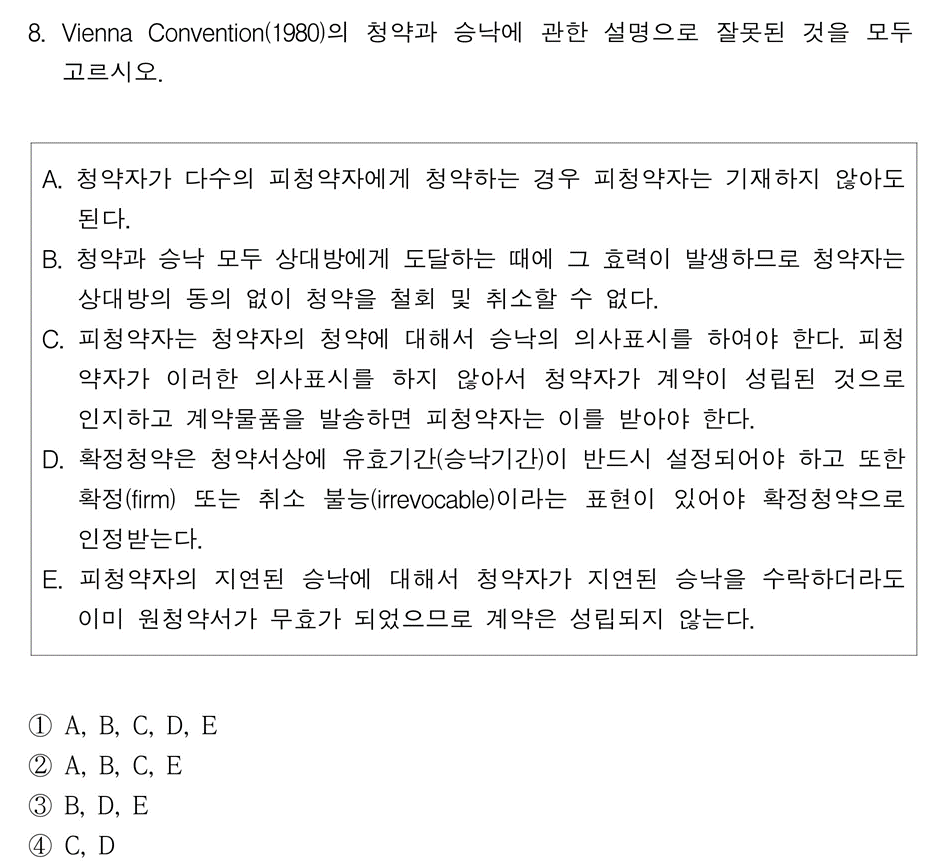 8. Vienna Convention(1980)의 청약과 승낙에 관한 설명으로 잘못된 것을 모두
고르시오.
A. 청약자가 다수의 피청약자에게 청약하는 경우 피청약자는 기재하지 않아도
된다.
B. 청약과 승낙 모두 상대방에게 도달하는 때에 그 효력이 발생하므로 청약자는
상대방의 동의 없이 청약을 철회 및 취소할 수 없다.
C. 피청약자는 청약자의 청약에 대해서 승낙의 의사표시를 하여야 한다. 피청
약자가 이러한 의사표시를 하지 않아서 청약자가 계약이 성립된 것으로
인지하고 계약물품을 발송하면 피청약자는 이를 받아야 한다.
D. 확정청약은 청약서상에 유효기간(승낙기간)이 반드시 설정되어야 하고 또한
확정(firm) 또는 취소 불능(irrevocable)이라는 표현이 있어야 확정청약으로
인정받는다.
E. 피청약자의 지연된 승낙에 대해서 청약자가 지연된 승낙을 수락하더라도
이미 원청약서가 무효가 되었으므로 계약은 성립되지 않는다.
① A, B, C, D, E
② A, B, C, E
③ B, D, E
④ C, D